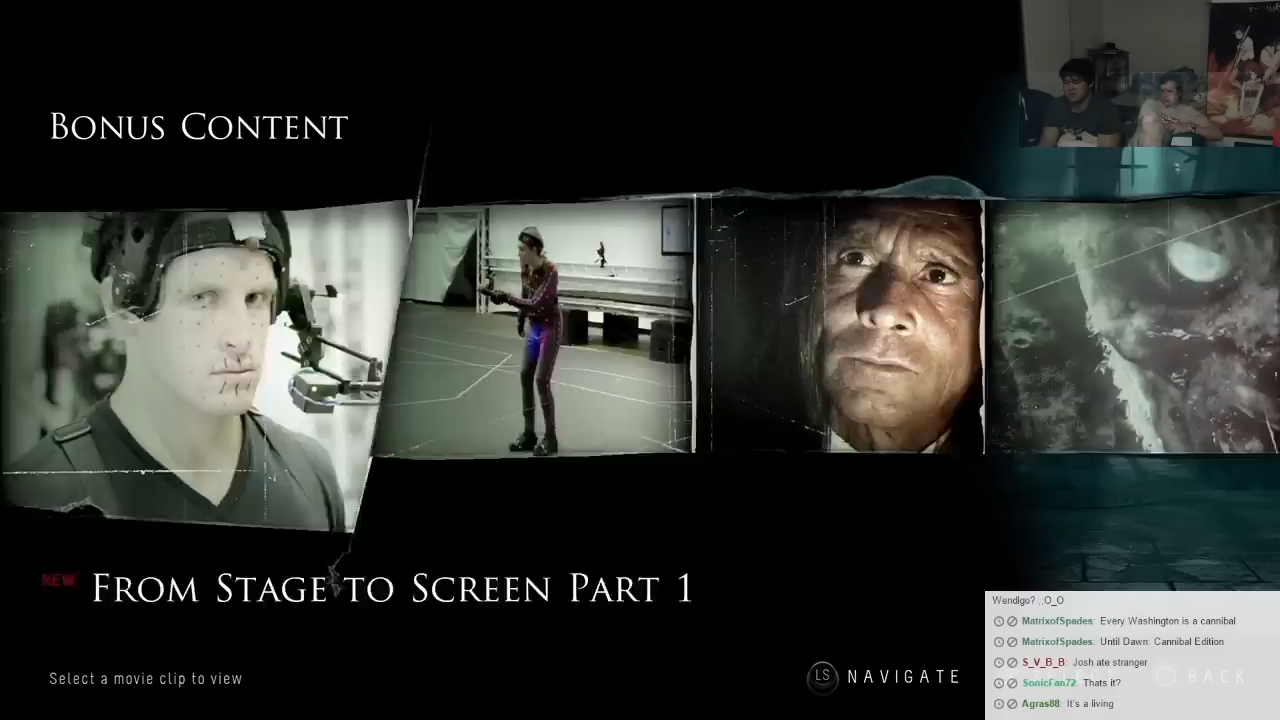 BONUS CONTENT
NEW FROM STAGE TO SCREEN PART 1
Select a movie clip to view
LS NAVIGATE
BACK
Wendigo? ;:O_O
MatrixofSpades: Every Washington is a cannibal
MatrixofSpades: Until Dawn: Cannibal Edition
S_V_B_B: Josh ate stranger
SonicFan72: Thats it?
Agras88: It's a living